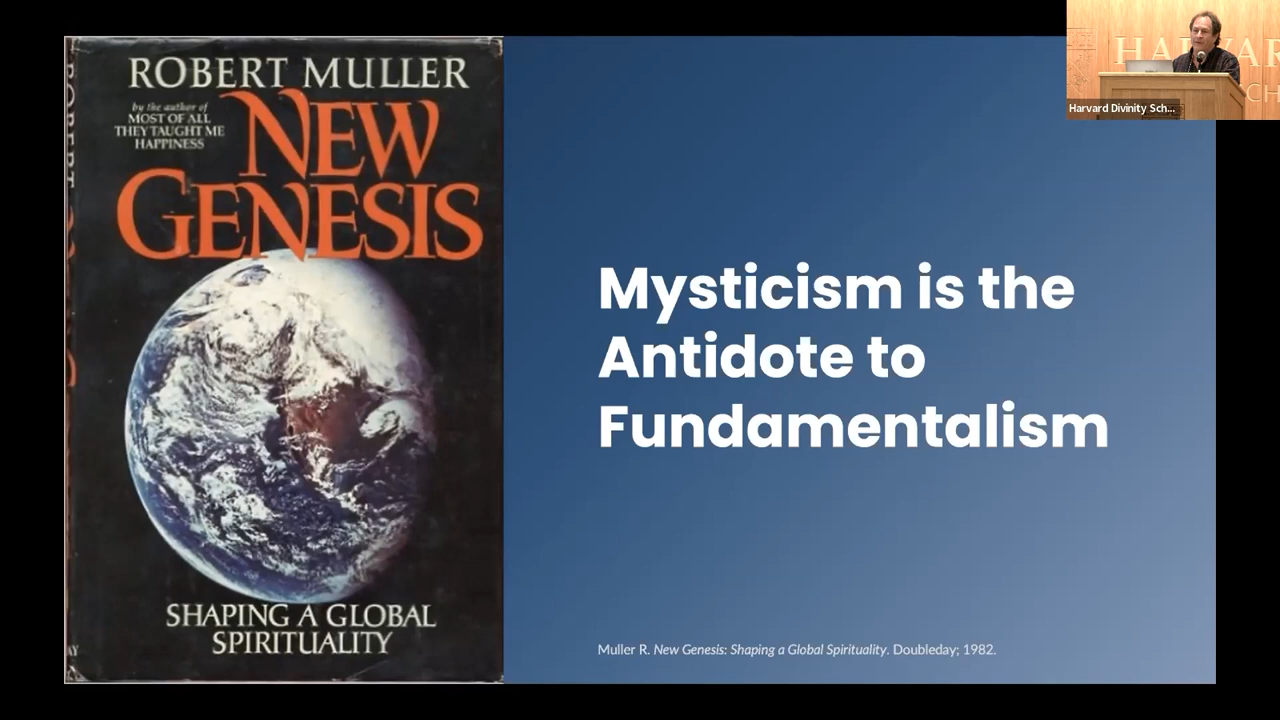 ROBERT MULLER
by the author of
MOST OF ALL
THEY TAUGHT ME
HAPPINESS
NEW
GENESIS
SHAPING A GLOBAL
SPIRITUALITY
Mysticism is the
Antidote to
Fundamentalism
Muller R. New Genesis: Shaping a Global Spirituality. Doubleday; 1982.
HARVAR
Harvard Divinity Sch...